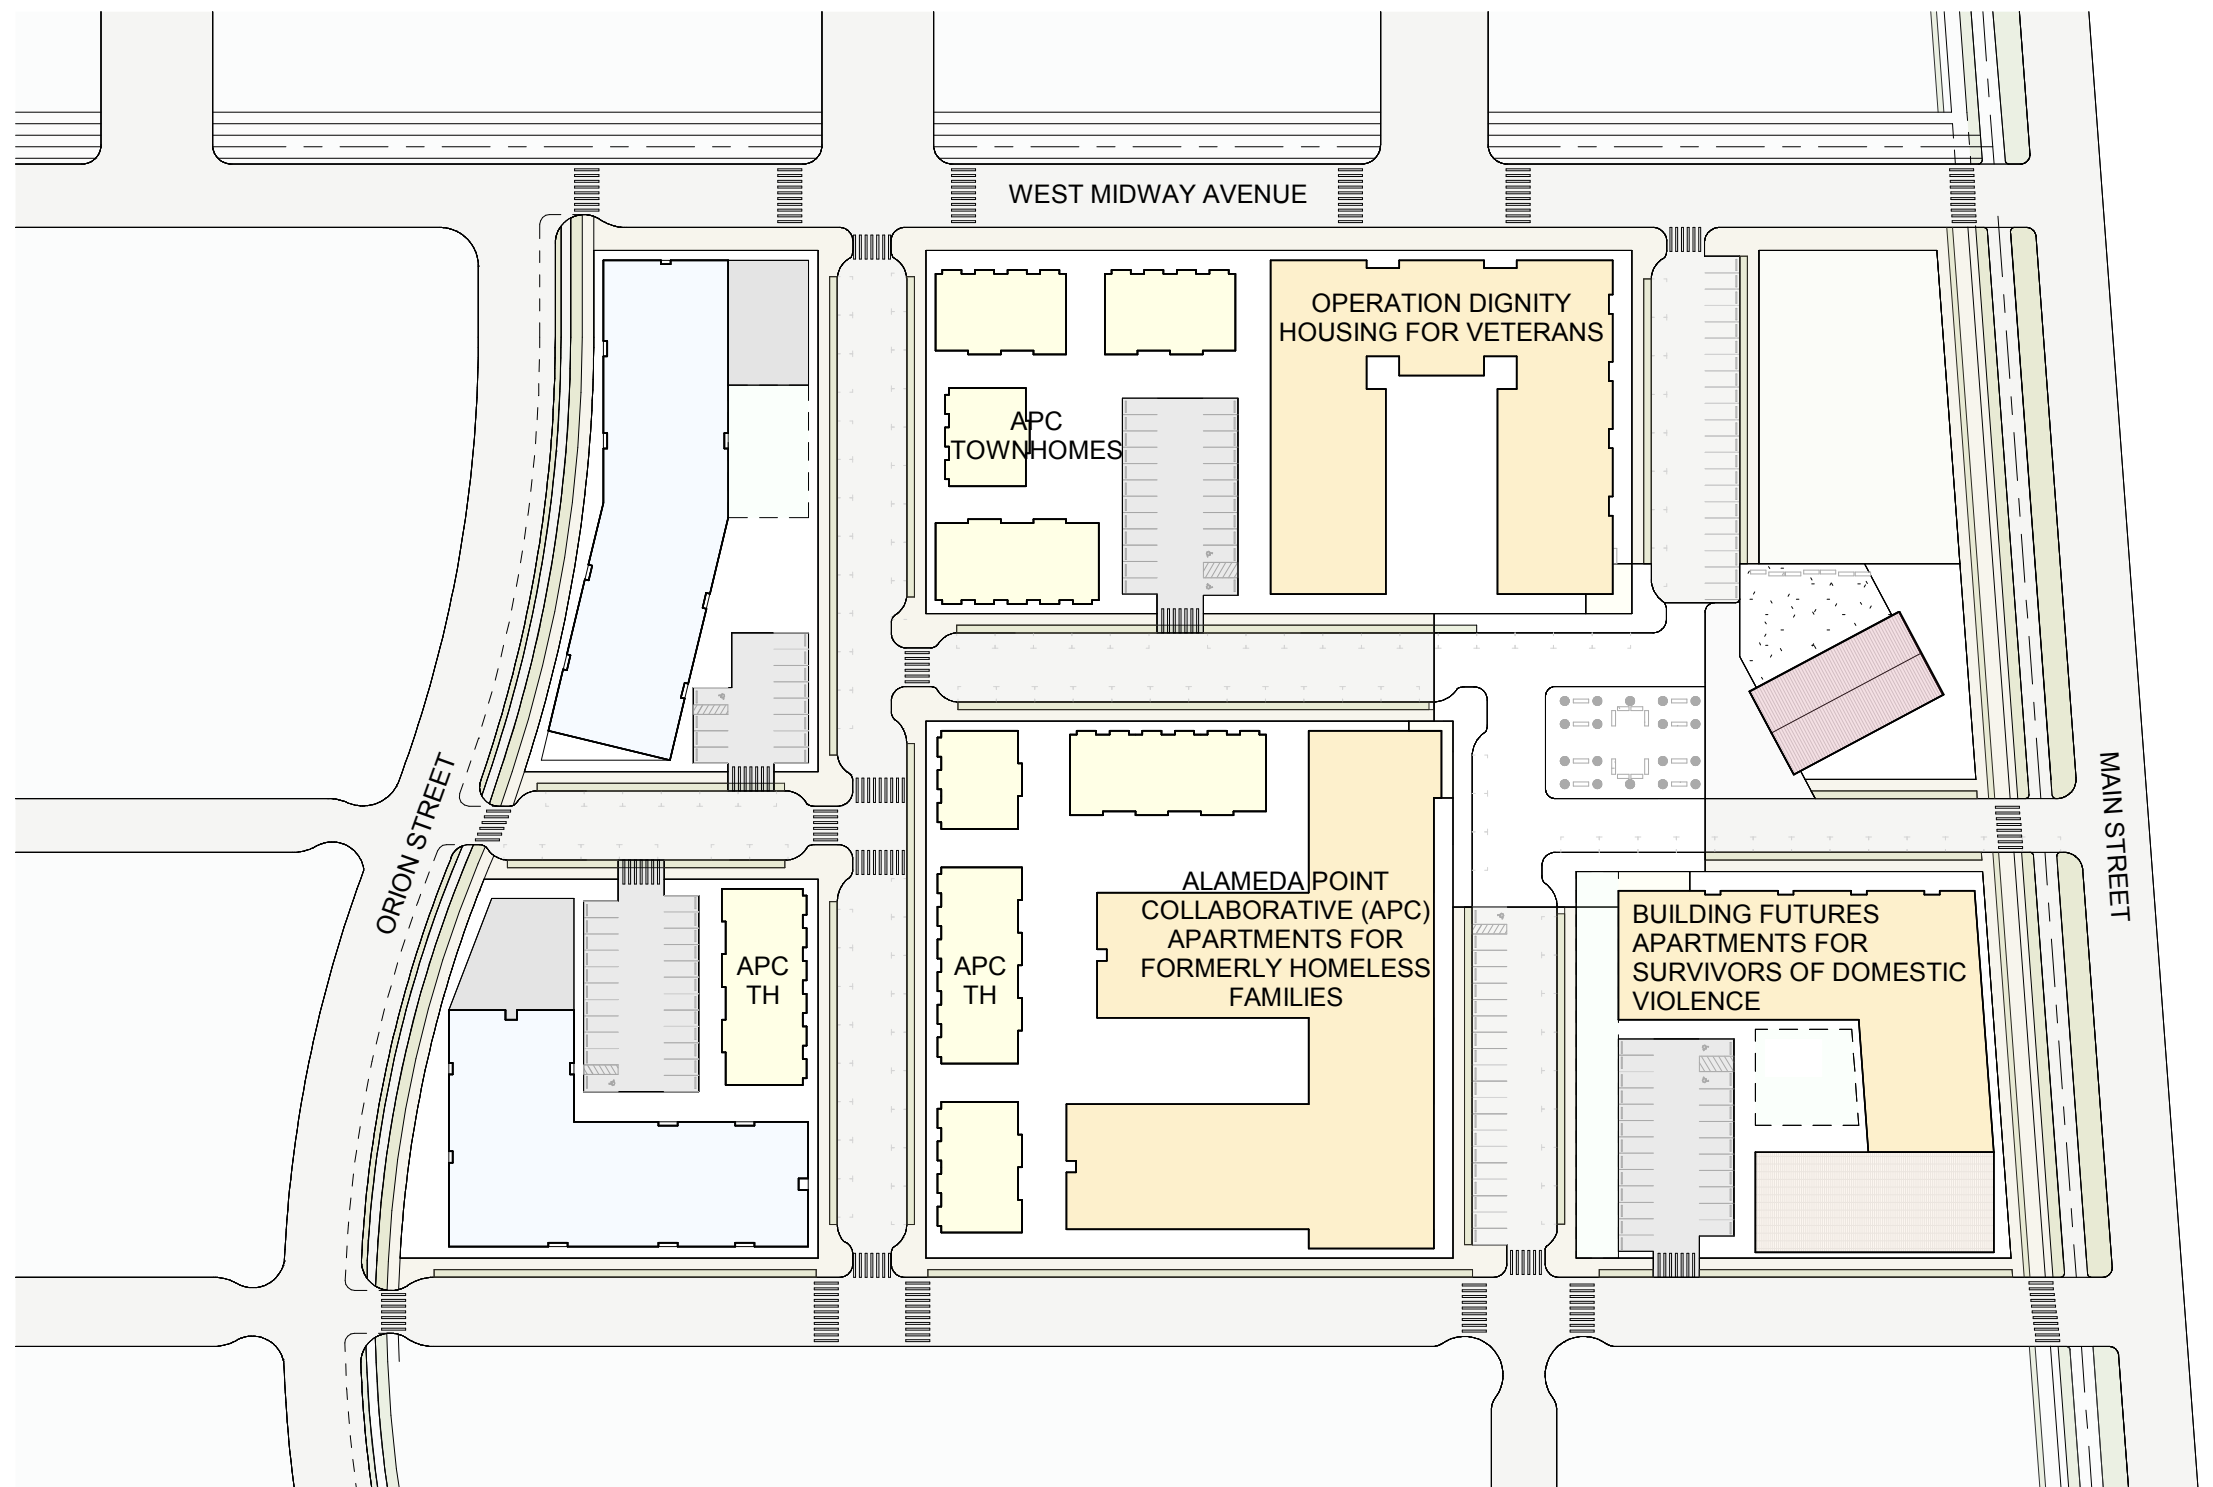 WEST MIDWAY AVENUE
OPERATION DIGNITY
HOUSING FOR VETERANS
APC
TOWNHOMES
ORION STREET
MAIN STREET
ALAMEDA POINT
COLLABORATIVE (APC)
APARTMENTS FOR
FORMERLY HOMELESS
FAMILIES
BUILDING FUTURES
APARTMENTS FOR
SURVIVORS OF DOMESTIC
VIOLENCE
APC
TH
APC
TH